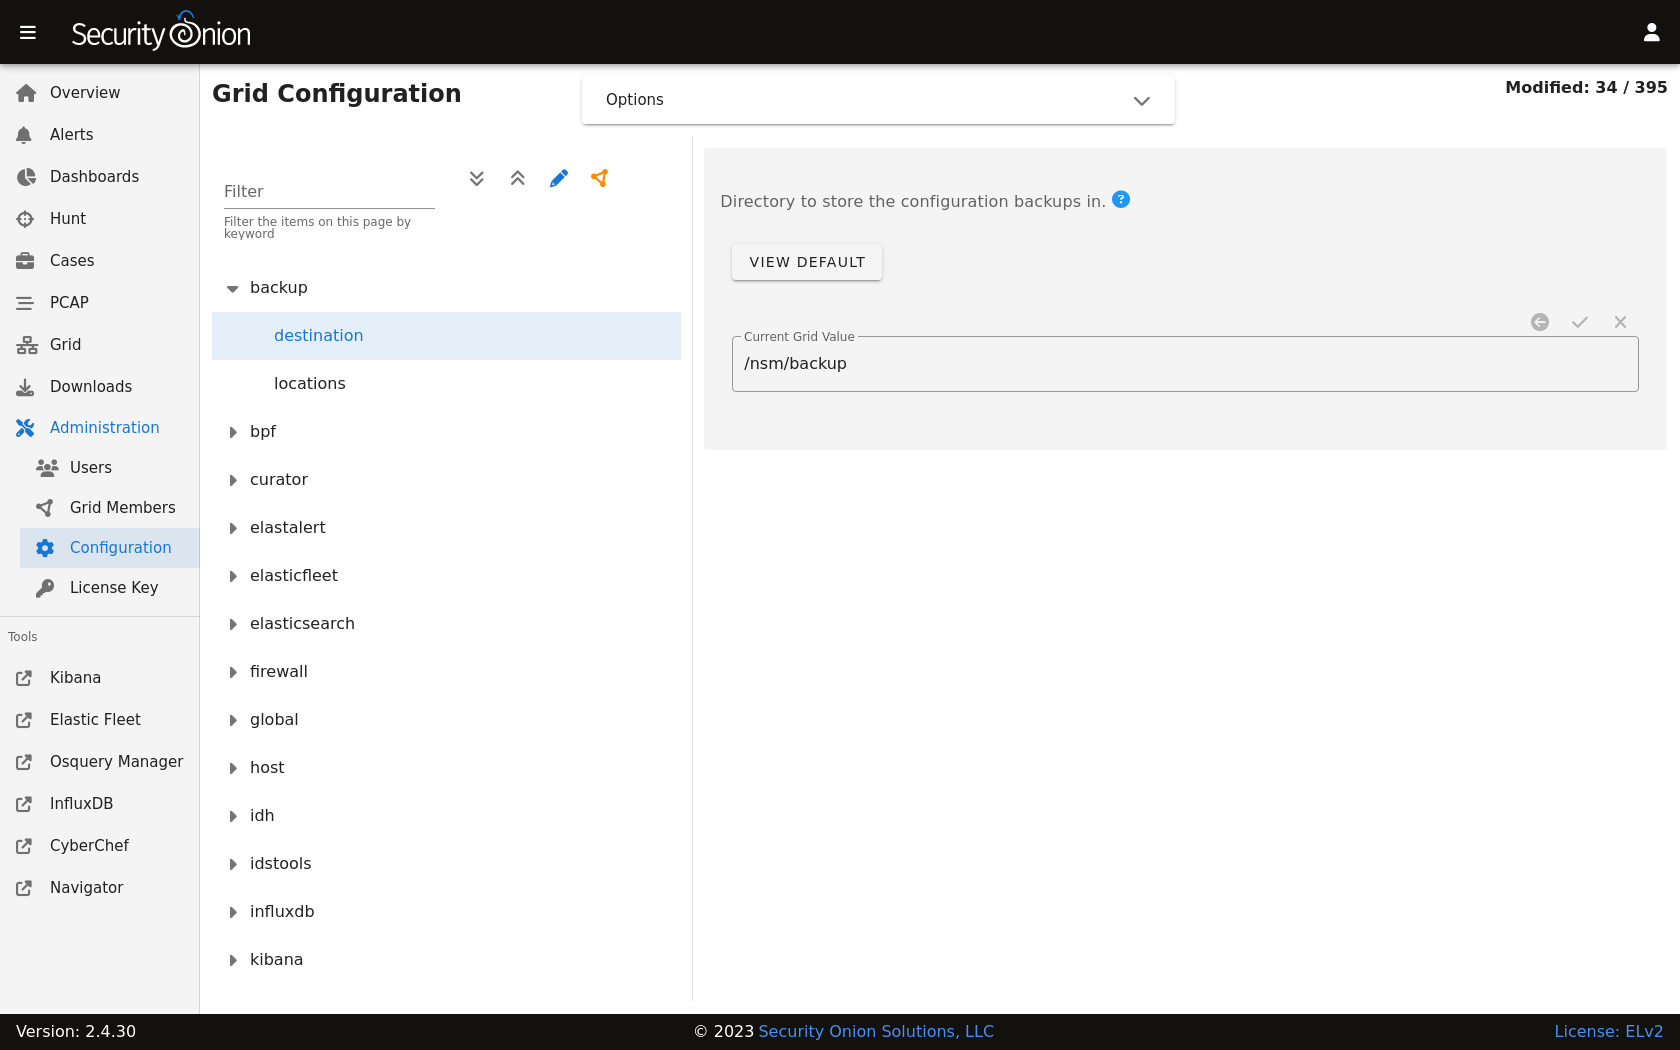 Security Onion
Overview
Alerts
Dashboards
Hunt
Cases
PCAP
Grid
Downloads
Administration
Users
Grid Members
Configuration
License Key
Tools
Kibana
Elastic Fleet
Osquery Manager
InfluxDB
CyberChef
Navigator
Grid Configuration
Options
Modified: 34 / 395
Filter
Filter the items on this page by
keyword
backup
destination
locations
bpf
curator
elastalert
elasticfleet
elasticsearch
firewall
global
host
idh
idstools
influxdb
kibana
Directory to store the configuration backups in. ?
VIEW DEFAULT
Current Grid Value
/nsm/backup
Version: 2.4.30
© 2023 Security Onion Solutions, LLC
License: ELv2